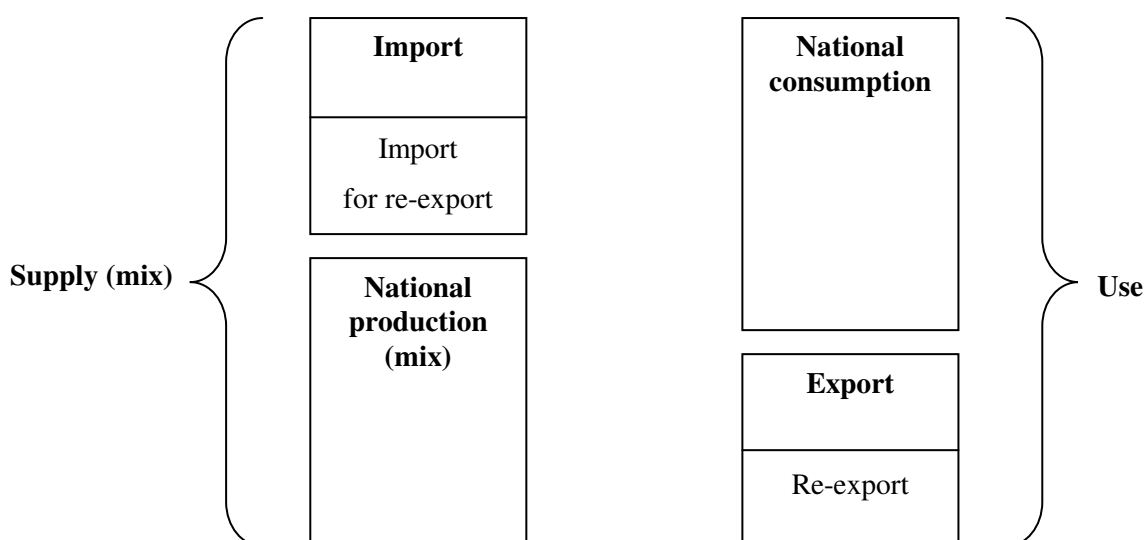 Import
Import
for re-export
Supply (mix)
National
production
(mix)
National
consumption
Export
Re-export
Use